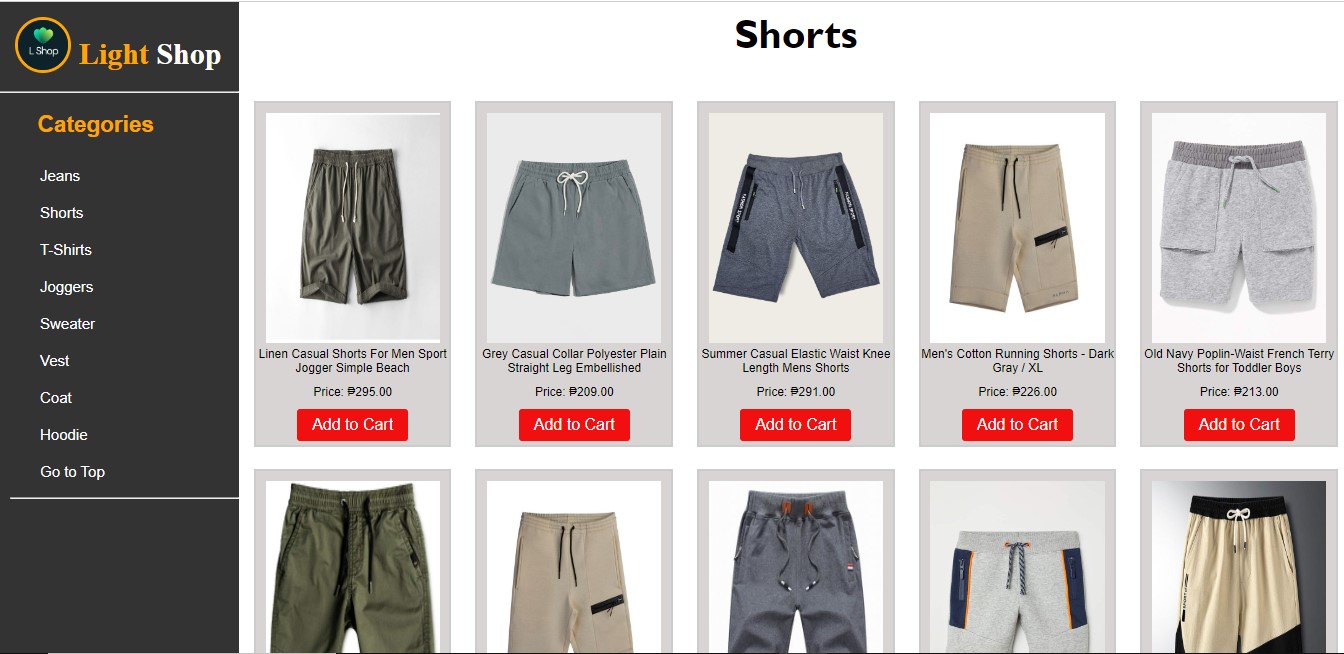 L Shop
Light Shop
Categories
Jeans
Shorts
T-Shirts
Joggers
Sweater
Vest
Coat
Hoodie
Go to Top
Shorts
Linen Casual Shorts For Men Sport
Jogger Simple Beach
Price: ₱295.00
Add to Cart
Grey Casual Collar Polyester Plain
Straight Leg Embellished
Price: ₱209.00
Add to Cart
Summer Casual Elastic Waist Knee
Length Mens Shorts
Price: ₱291.00
Add to Cart
Men's Cotton Running Shorts - Dark
Gray / XL
Price: ₱226.00
Add to Cart
Old Navy Poplin-Waist French Terry
Shorts for Toddler Boys
Price: ₱213.00
Add to Cart